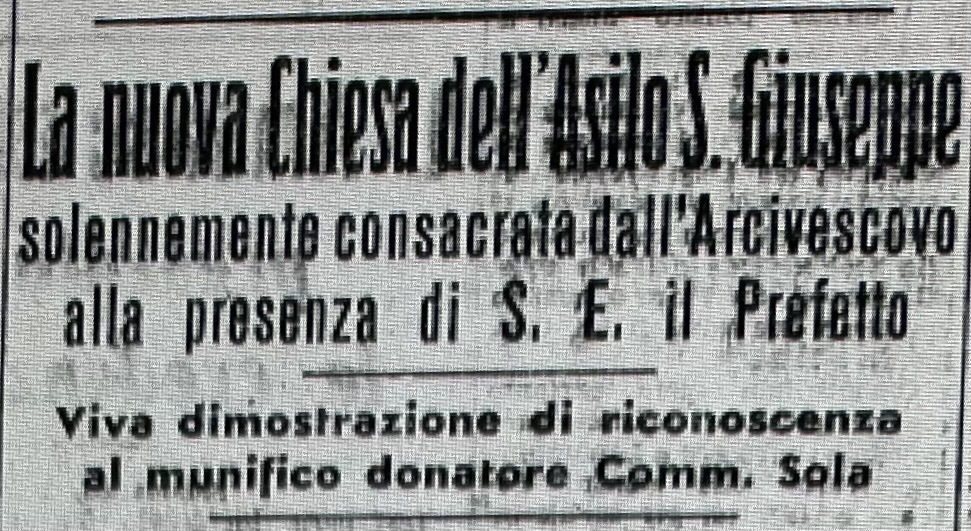 La nuova Chiesa dell'Asilo S. Giuseppe
solennemente consacrata dall'Arcivescovo
alla presenza di S. E. il Prefetto
Viva dimostrazione di riconoscenza
al munifico donatore Comm. Sola